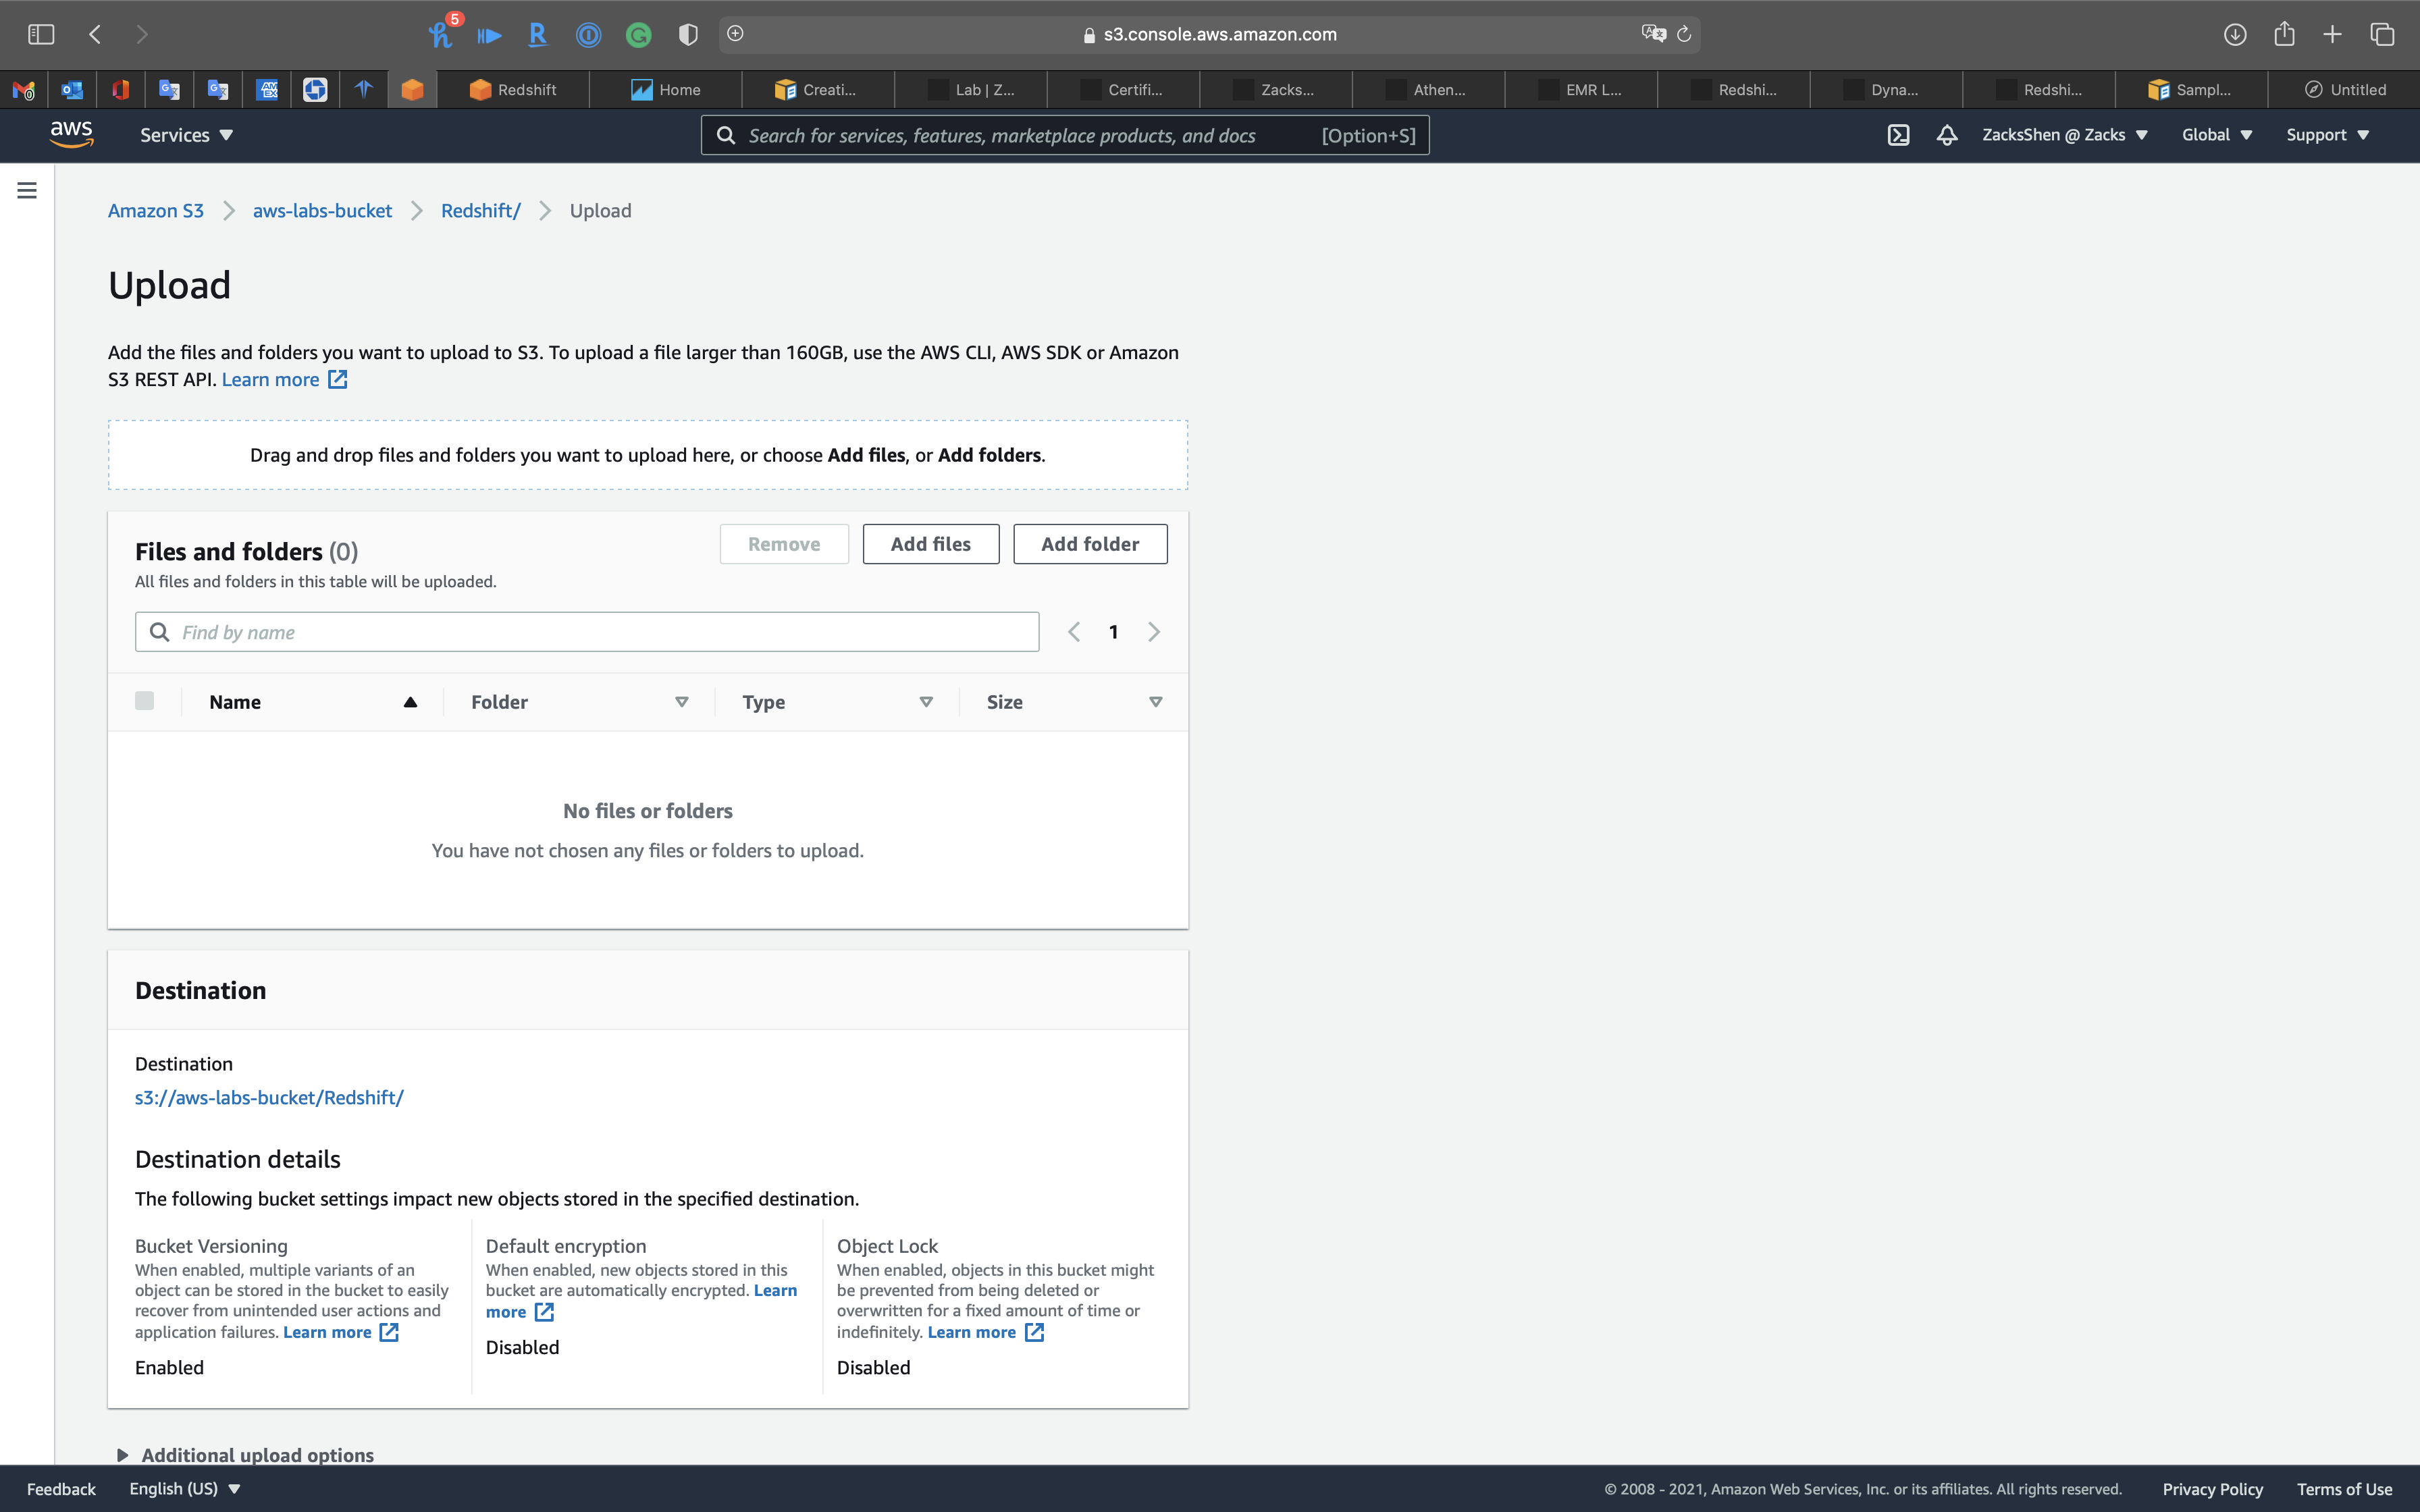 5
s3.console.aws.amazon.com
Redshift
Home
Creati...
Lab | Z...
Certifi...
Zacks...
Athen...
EMR L...
Redshi...
Dyna...
Redshi...
Sampl...
Untitled
aws
Services
Search for services, features, marketplace products, and docs
[Option+S]
ZacksShen @ Zacks
Global
Support
Amazon S3
aws-labs-bucket
Redshift/
Upload
Upload
Add the files and folders you want to upload to S3. To upload a file larger than 160GB, use the AWS CLI, AWS SDK or Amazon
S3 REST API. Learn more
Drag and drop files and folders you want to upload here, or choose Add files, or Add folders.
Files and folders (0)
Remove
Add files
Add folder
All files and folders in this table will be uploaded.
Find by name
1
Name
Folder
Type
Size
No files or folders
You have not chosen any files or folders to upload.
Destination
Destination
s3://aws-labs-bucket/Redshift/
Destination details
The following bucket settings impact new objects stored in the specified destination.
Bucket Versioning
When enabled, multiple variants of an
object can be stored in the bucket to easily
recover from unintended user actions and
application failures. Learn more
Enabled
Default encryption
When enabled, new objects stored in this
bucket are automatically encrypted. Learn
more
Disabled
Object Lock
When enabled, objects in this bucket might
be prevented from being deleted or
overwritten for a fixed amount of time or
indefinitely. Learn more
Disabled
Additional upload options
Feedback
English (US)
© 2008 - 2021, Amazon Web Services, Inc. or its affiliates. All rights reserved.
Privacy Policy
Terms of Use